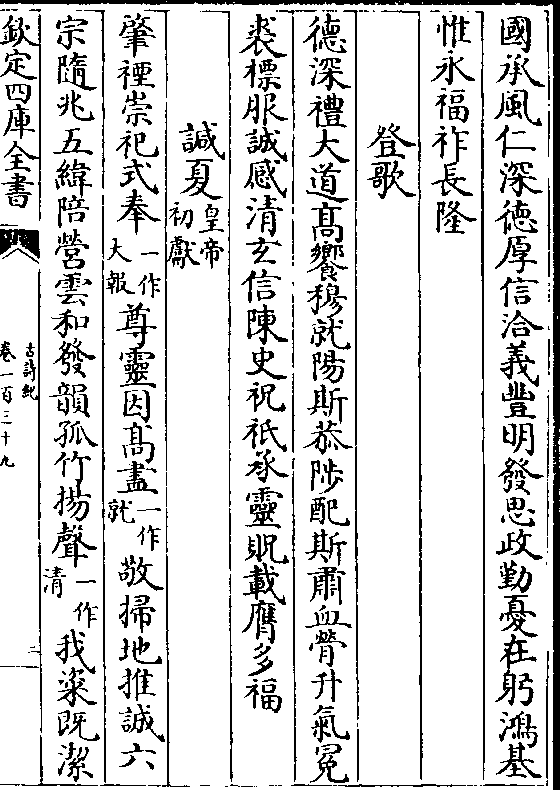 國承風仁深德厚信洽義豐明發思政勤憂在躬鴻基
惟永福祚長隆
登歌
德深禮大道高饗穆就陽斯恭陟配斯肅血膋升氣冕
裘標服誠感清玄信陳史祝祗承靈貺載膺多福
諴夏皇帝初獻
肇禋崇祀式奉一作大報尊靈因高盡一作就敬掃地推誠六
宗隨兆五緯陪營雲和發韻孤竹揚聲一作清我粢既潔
欽定四庫全書
古詩紀
卷一百三十九
二